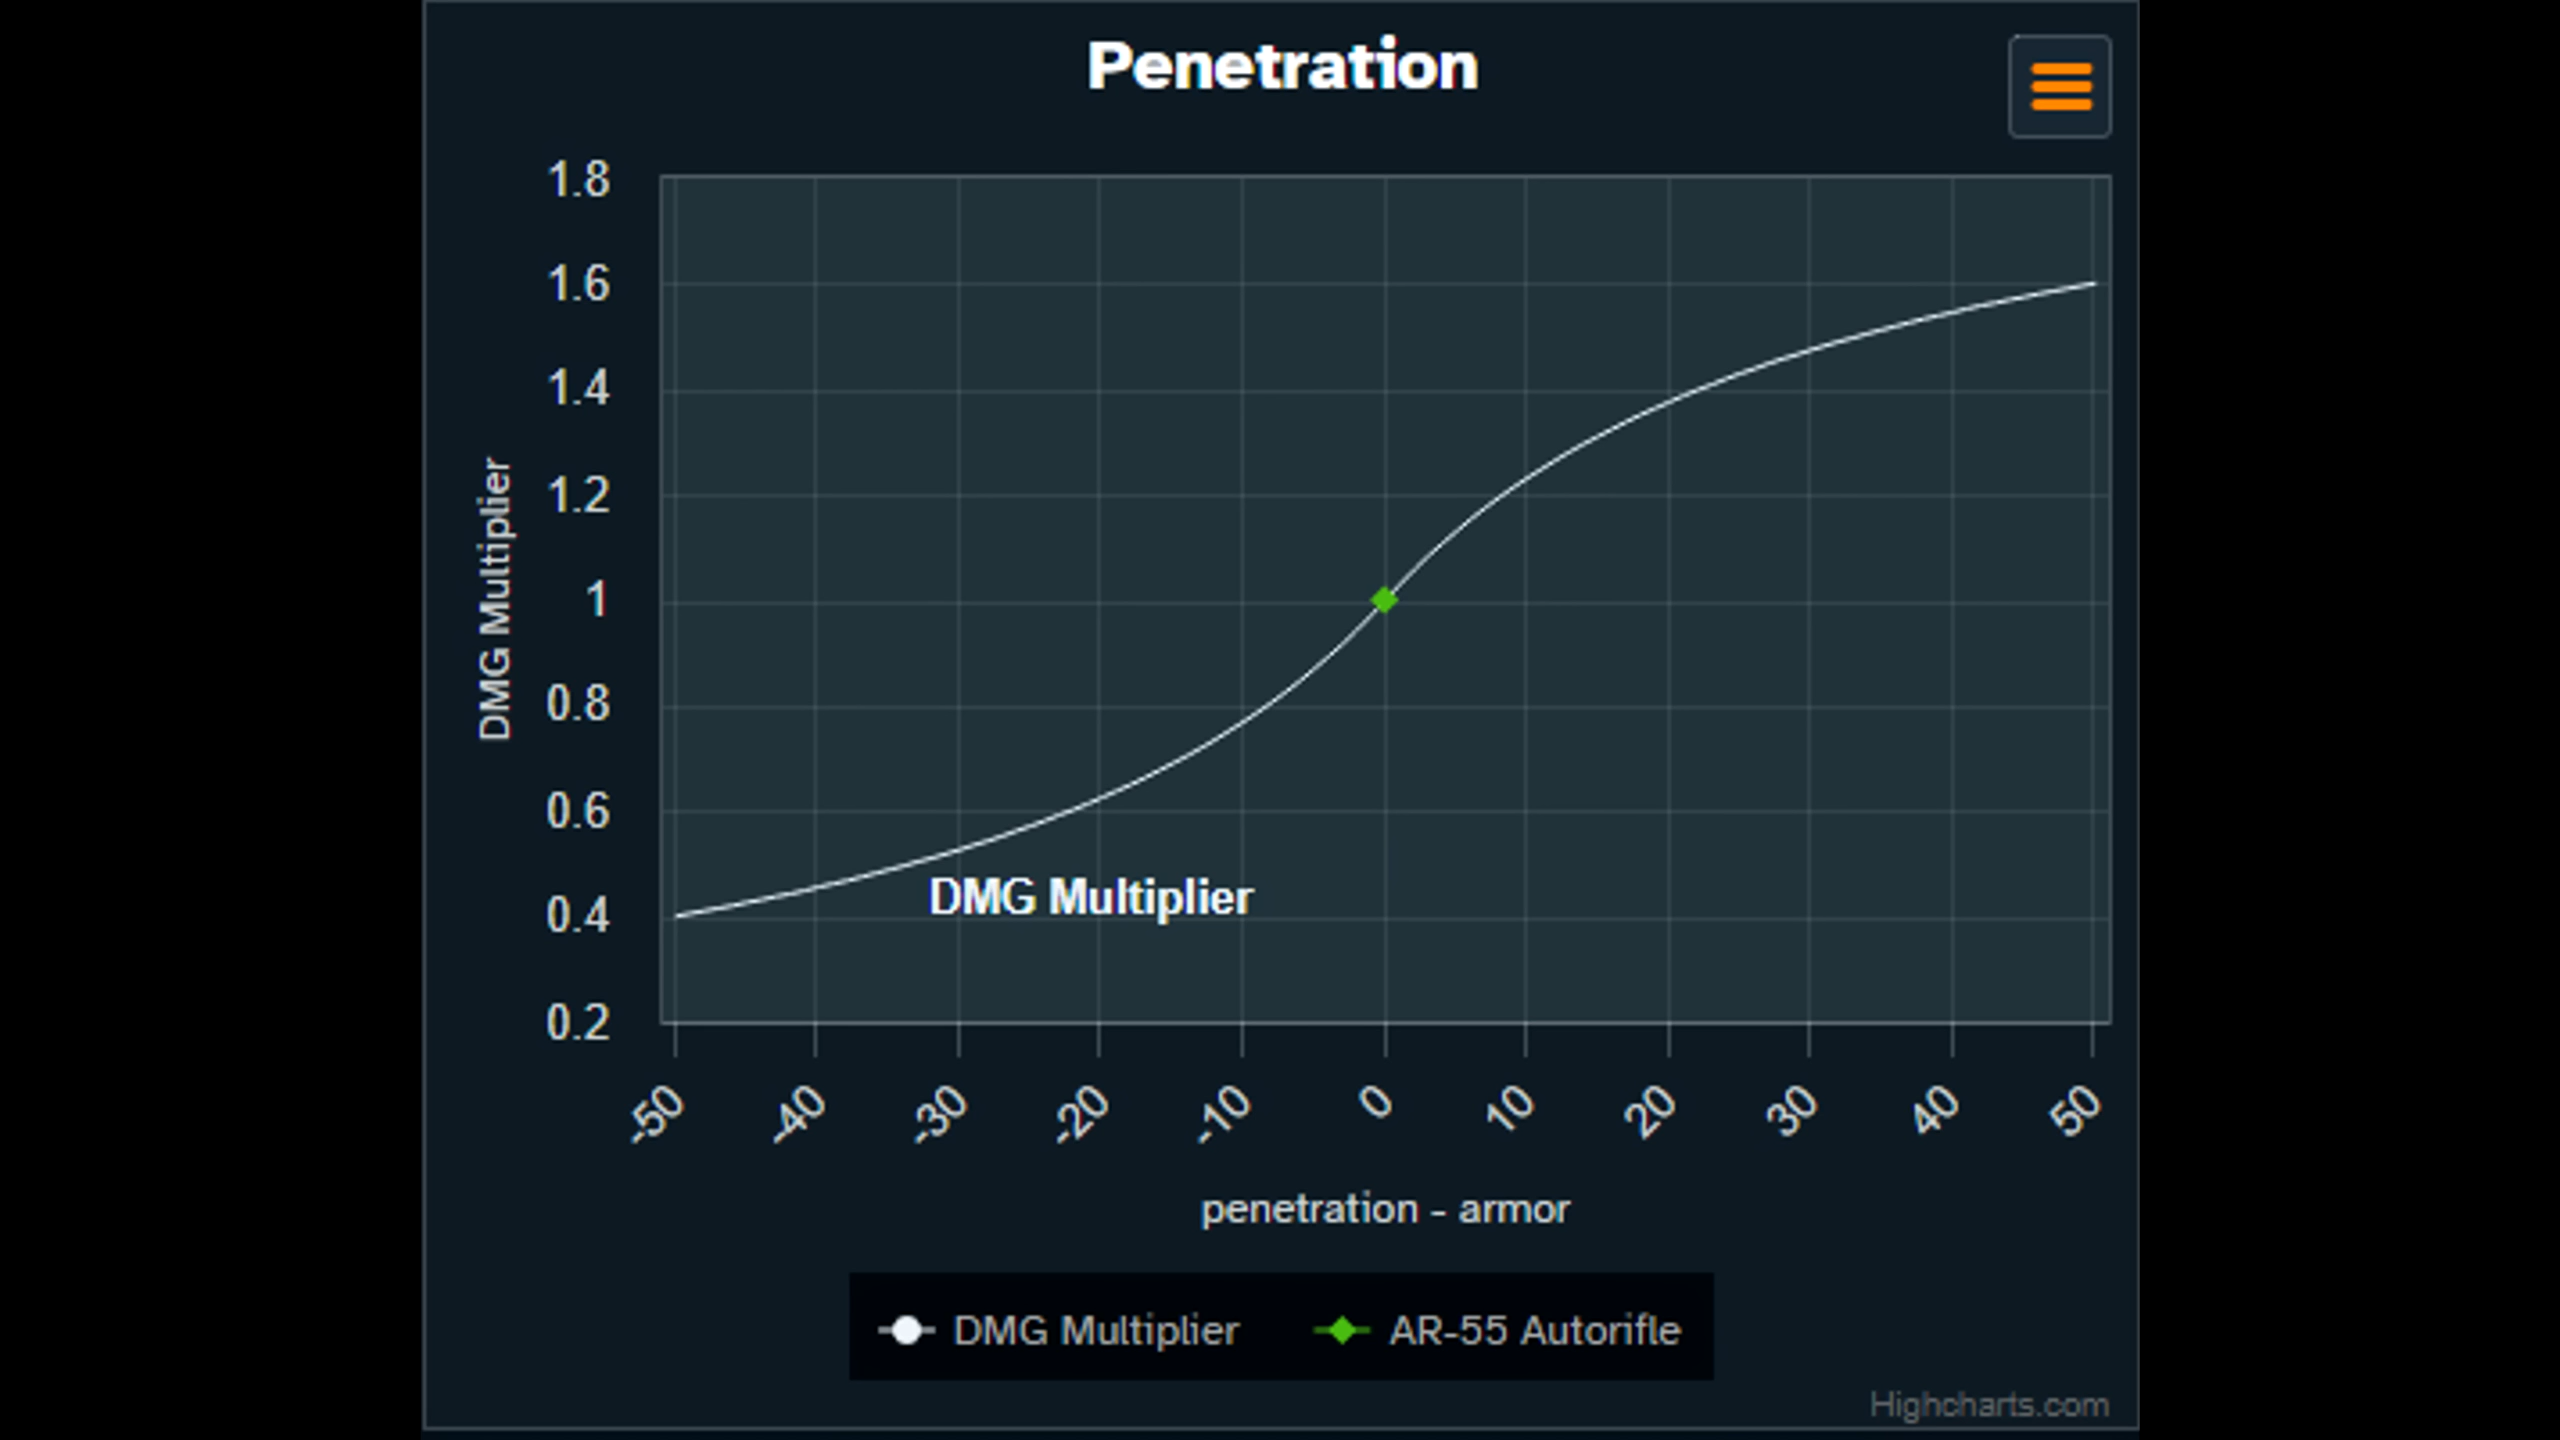 Penetration
1.8
1.6
1.4
1.2
1
0.8
0.6
0.4
0.2
DMG Multiplier
DMG Multiplier
-50 -40 -30 -20 -10 0 10 20 30 40 50
penetration - armor
DMG Multiplier AR-55 Autorifle
Highcharts.com